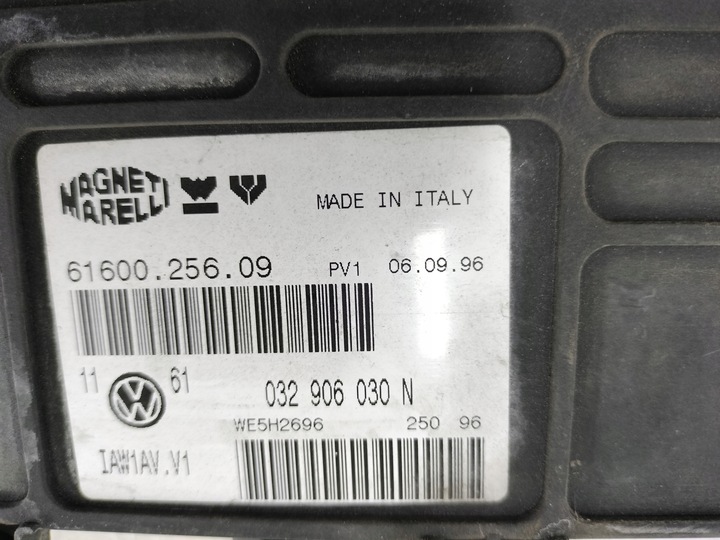 MAGNETI
MARELLI
MADE IN ITALY
61600.256.09 PV1 06.09.96
11 61
032 906 030 N
WE5H2696 250 96
IAW1AV.V1